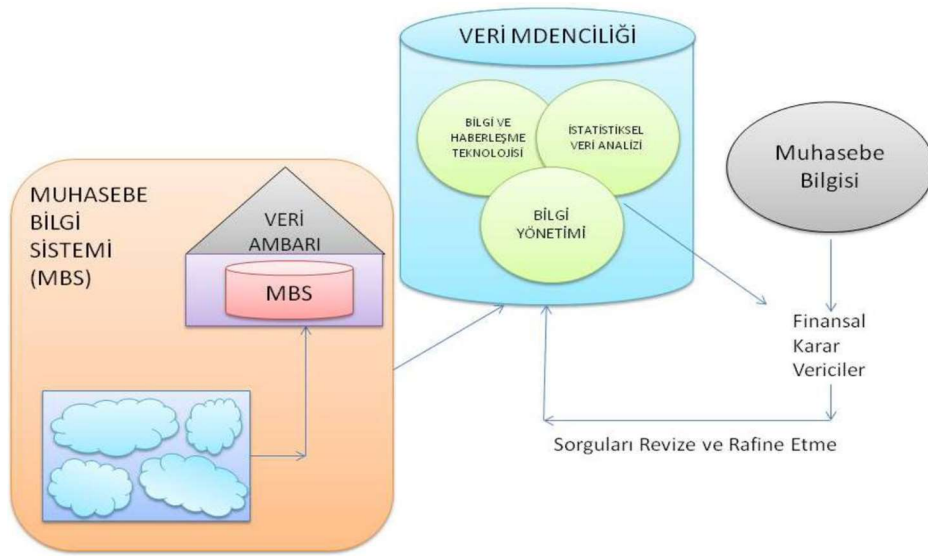 VERİ MDENCİLİĞİ
BİLGİ VE
HABERLEŞME
TEKNOLOJİSİ
İSTATİSTİKSEL
VERİ ANALİZİ
BİLGİ
YÖNETİMİ
Muhasebe
Bilgisi
MUHASEBE
BİLGİ
SİSTEMİ
(MBS)
VERİ
AMBARI
MBS
Finansal
Karar
Vericiler
Sorguları Revize ve Rafine Etme